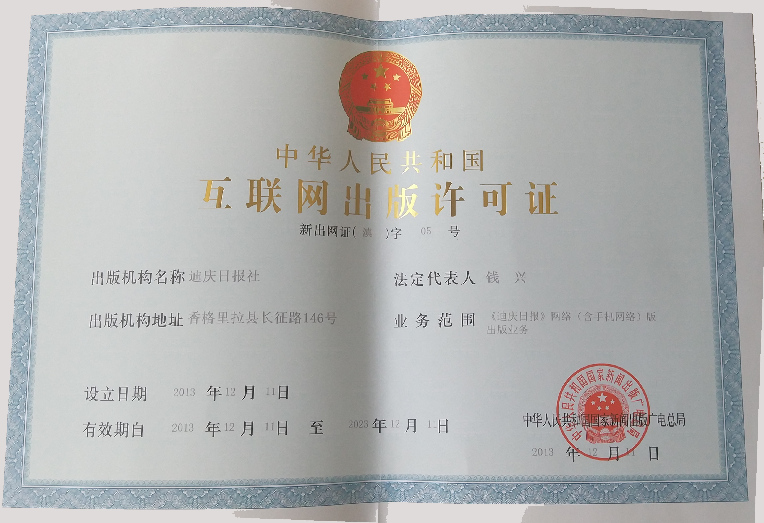 中华人民共和国
互联网出版许可证
新出网证(滇)字 05 号
出版机构名称 迪庆日报社
法定代表人 钱 兴
出版机构地址 香格里拉县长征路146号
业务范围 《迪庆日报》网络（含手机网络）版
出版业务
设立日期 2013 年 12 月 11 日
有效期自 2013 年 12 月 11 日 至 2023 年 12 月 11 日
中华人民共和国国家新闻出版广电总局
2013 年 12 月 11 日